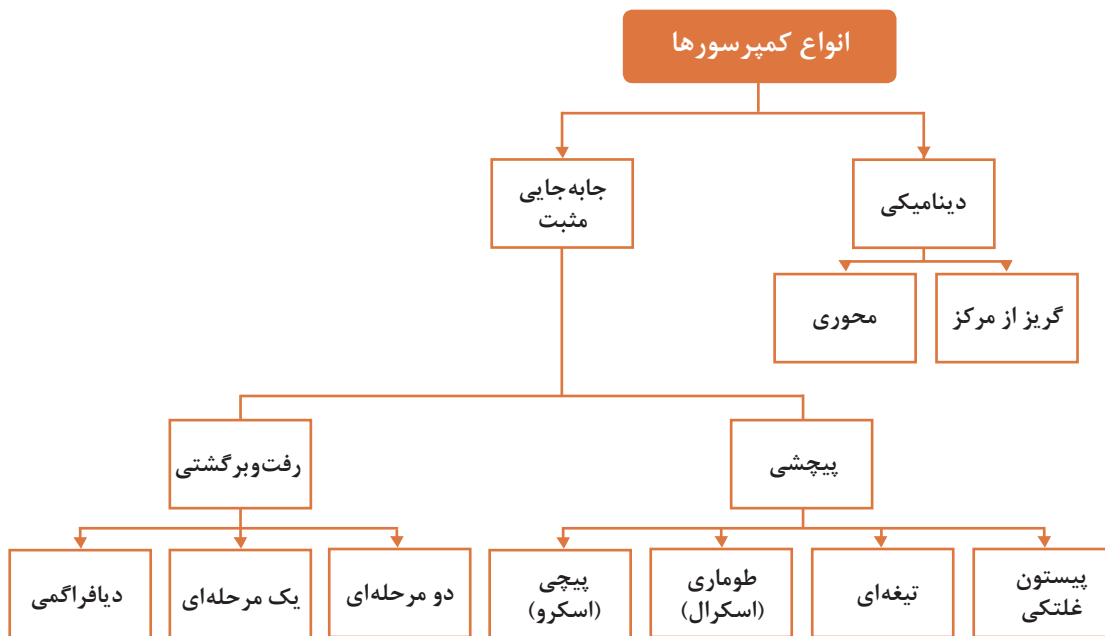 انواع کمپرسورها
دینامیکی
جابه‌جایی
مثبت
گریز از مرکز
محوری
پیچشی
رفت‌وبرگشتی
پیستون
غلتکی
تیغه‌ای
طوماری
(اسکرال)
پیچی
(اسکرو)
دو مرحله‌ای
یک مرحله‌ای
دیافراگمی